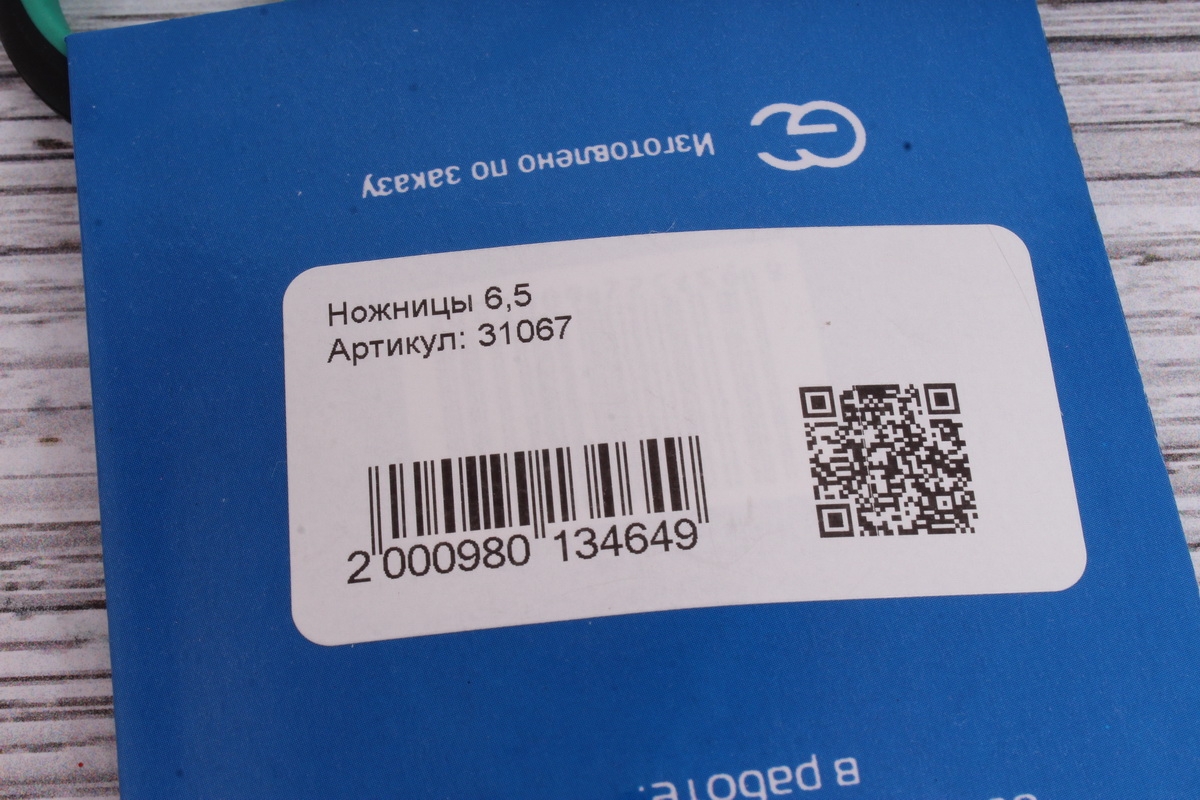 Изготовлено по заказу
Ножницы 6,5
Артикул: 31067
2 000980 134649
в работе.